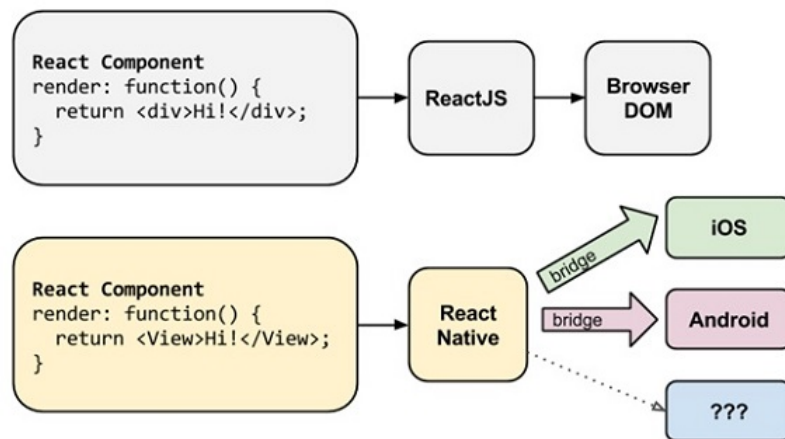 React Component
render: function() {
  return <div>Hi!</div>;
}
ReactJS
Browser
DOM
React Component
render: function() {
  return <View>Hi!</View>;
}
React
Native
bridge
iOS
bridge
Android
???